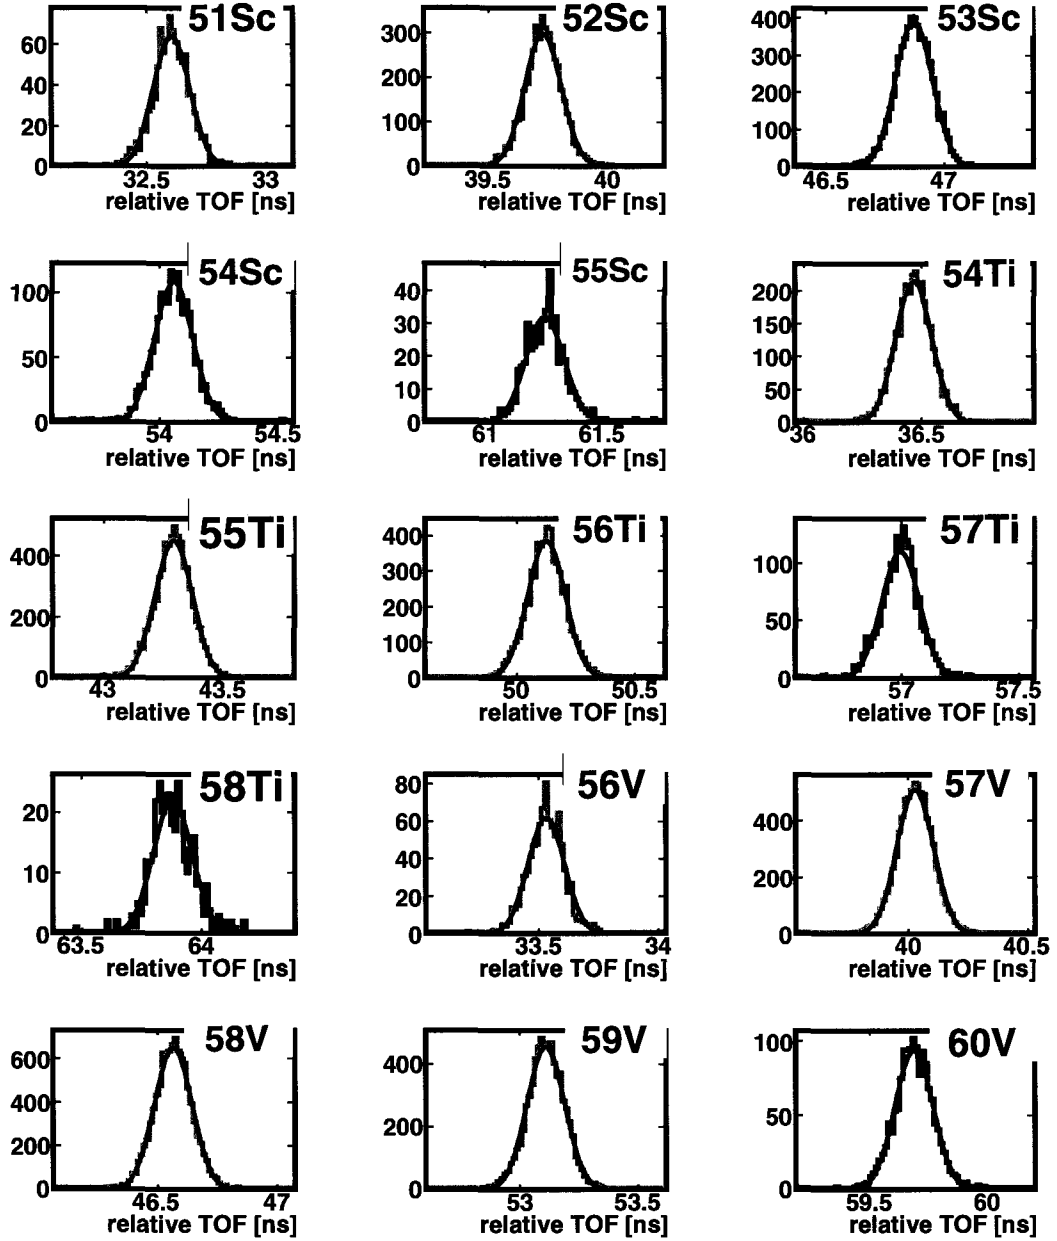 51Sc 52Sc 53Sc
60 300 400
40 200 300
20 100 200
0 0 100
0
32.5 33 39.5 40 46.5 47
relative TOF [ns] relative TOF [ns] relative TOF [ns]
54Sc 55Sc 54Ti
100 40 200
50 30 150
0 20 100
10 50
0 0
54 54.5 61 61.5 36 36.5
relative TOF [ns] relative TOF [ns] relative TOF [ns]
55Ti 56Ti 57Ti
400 400 100
200 300 50
0 200 0
100
0
43 43.5 50 50.5 57 57.5
relative TOF [ns] relative TOF [ns] relative TOF [ns]
58Ti 56V 57V
20 80 400
10 60 200
0 40 0
20
0
63.5 64 33.5 34 40 40.5
relative TOF [ns] relative TOF [ns] relative TOF [ns]
58V 59V 60V
600 400 100
400 200 50
200 0 0
0
46.5 47 53 53.5 59.5 60
relative TOF [ns] relative TOF [ns] relative TOF [ns]